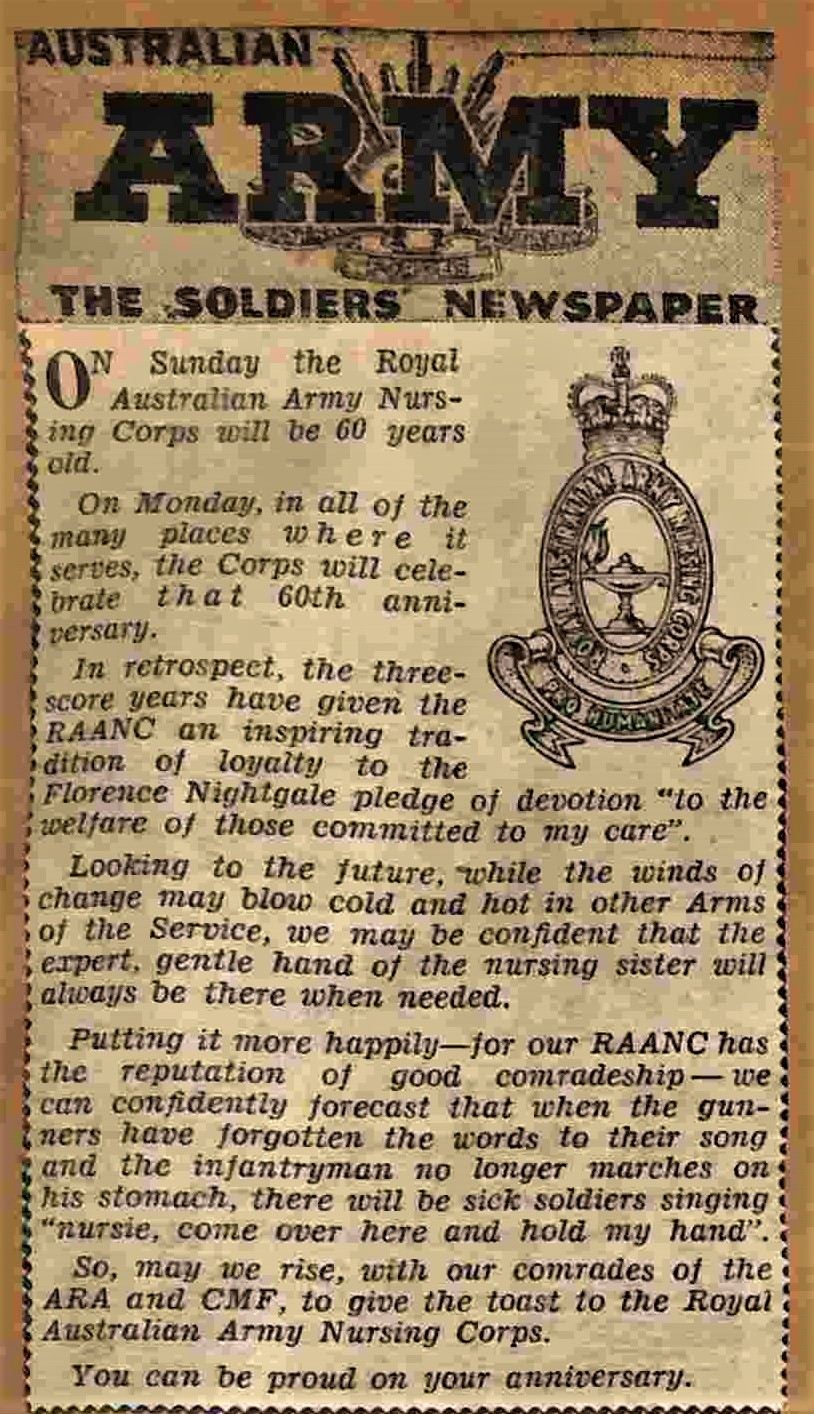 AUSTRALIAN
ARMY
THE SOLDIERS' NEWSPAPER
ON Sunday the Royal
Australian Army Nurs-
ing Corps will be 60 years
old.
On Monday, in all of the
many places where it
serves, the Corps will cele-
brate that 60th anni-
versary.
In retrospect, the three-
score years have given the
RAANC an inspiring tra-
dition of loyalty to the
Florence Nightgale pledge of devotion "to the
welfare of those committed to my care".
Looking to the future, while the winds of
change may blow cold and hot in other Arms
of the Service, we may be confident that the
expert, gentle hand of the nursing sister will
always be there when needed.
Putting it more happily—for our RAANC has
the reputation of good comradeship — we
can confidently forecast that when the gun-
ners have forgotten the words to their song
and the infantryman no longer marches on
his stomach, there will be sick soldiers singing
"nursie, come over here and hold my hand".
So, may we rise, with our comrades of the
ARA and CMF, to give the toast to the Royal
Australian Army Nursing Corps.
You can be proud on your anniversary.
ROYAL AUSTRALIAN ARMY NURSING CORPS
PRO HUMANITATE